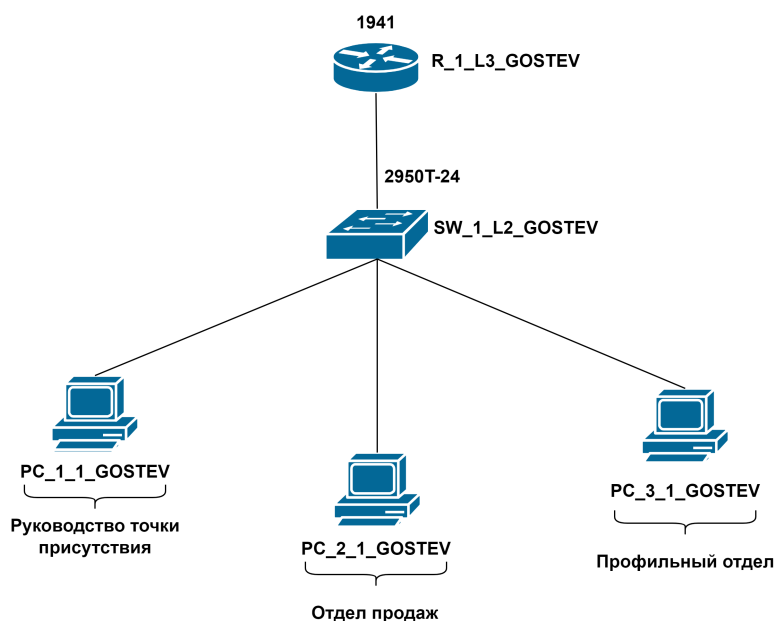 1941
R_1_L3_GOSTEV
2950T-24
SW_1_L2_GOSTEV
PC_1_1_GOSTEV
Руководство точки
присутствия
PC_2_1_GOSTEV
Отдел продаж
PC_3_1_GOSTEV
Профильный отдел